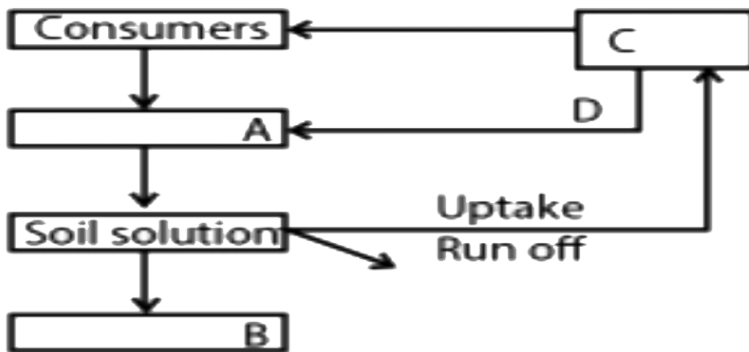 Consumers
C
A
D
Soil solution
Uptake
Run off
B